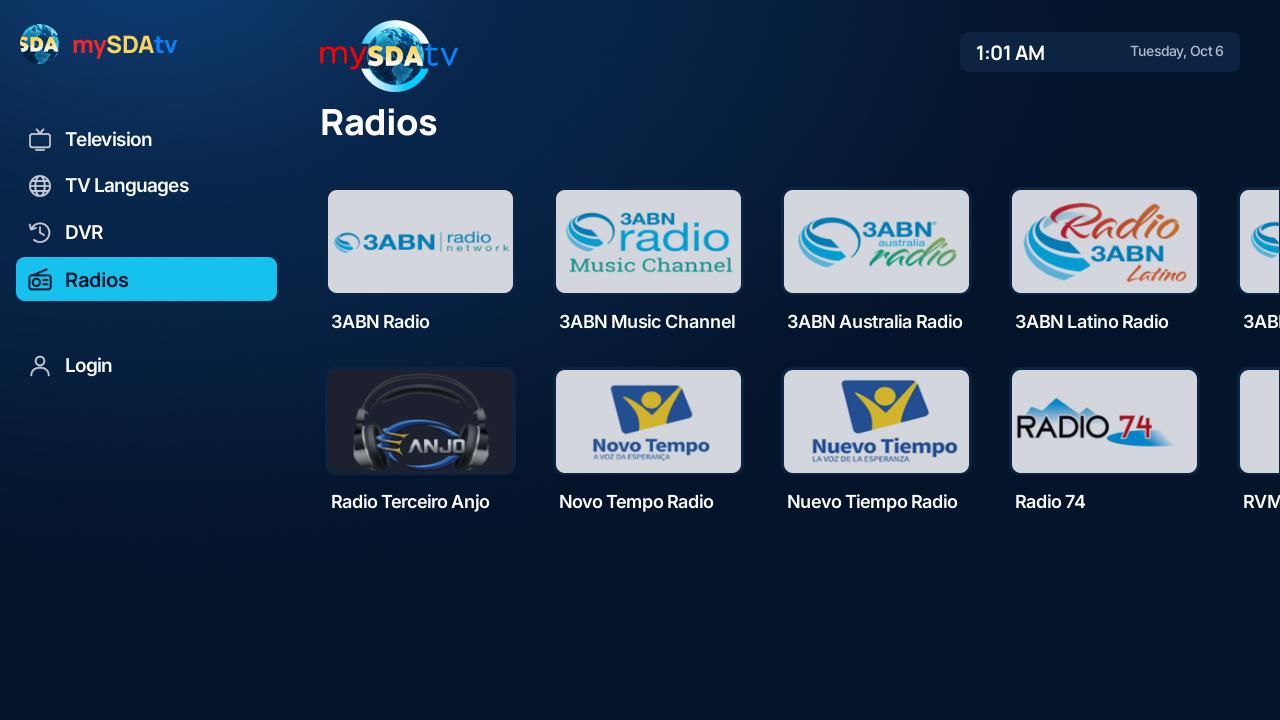 SDA mySDAtv
mySDAtv
1:01 AM Tuesday, Oct 6
Radios
Television
TV Languages
DVR
Radios
Login
3ABN radio network
3ABN radio Music Channel
3ABN australia radio
Radio 3ABN Latino
3ABN Radio
3ABN Music Channel
3ABN Australia Radio
3ABN Latino Radio
ANJO
Novo Tempo
A VOZ DA ESPERANÇA
Nuevo Tiempo
LA VOZ DE LA ESPERANZA
RADIO 74
Radio Terceiro Anjo
Novo Tempo Radio
Nuevo Tiempo Radio
Radio 74
RVM